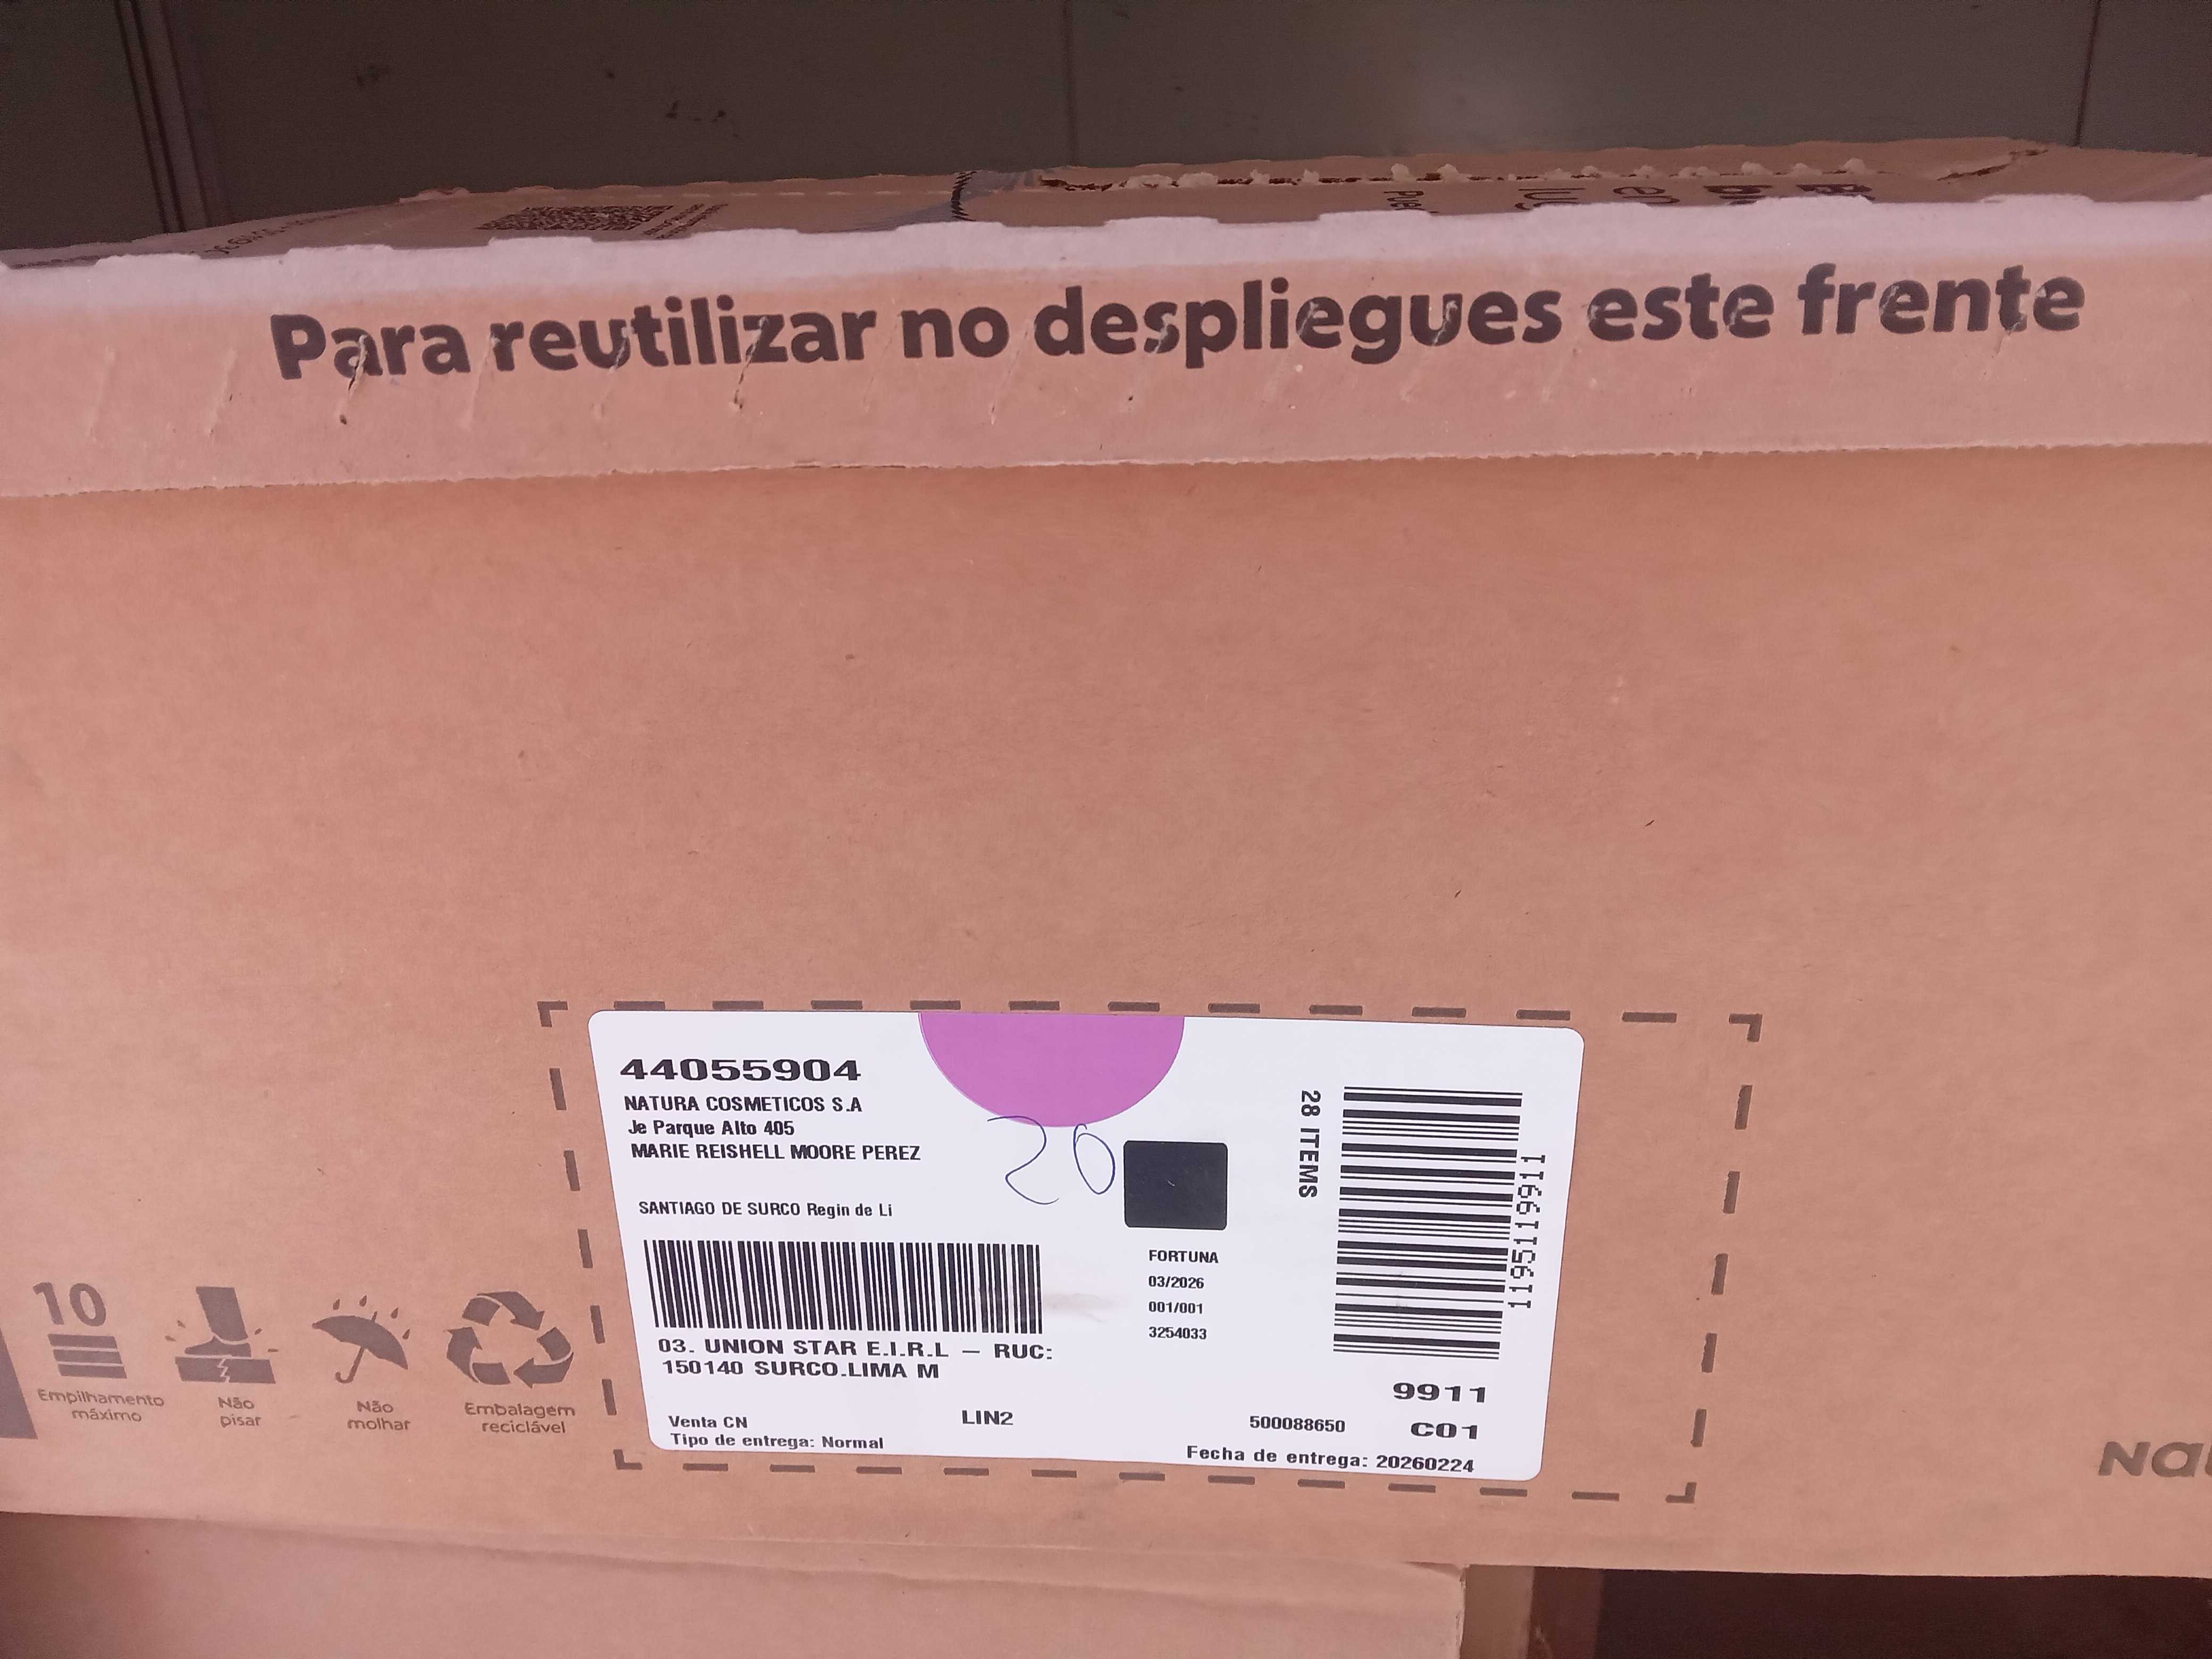 Para reutilizar no despliegues este frente
44055904
NATURA COSMETICOS S.A
Je Parque Alto 405
MARIE REISHELL MOORE PEREZ
26
SANTIAGO DE SURCO Regin de Li
28 ITEMS
1195119911
FORTUNA
03/2026
001/001
3254033
03. UNION STAR E.I.R.L – RUC:
150140 SURCO.LIMA M
9911
Venta CN
LIN2
500088650
C01
Tipo de entrega: Normal
Fecha de entrega: 20260224
10
Empilhamento
máximo
Não
pisar
Não
molhar
Embalagem
reciclável